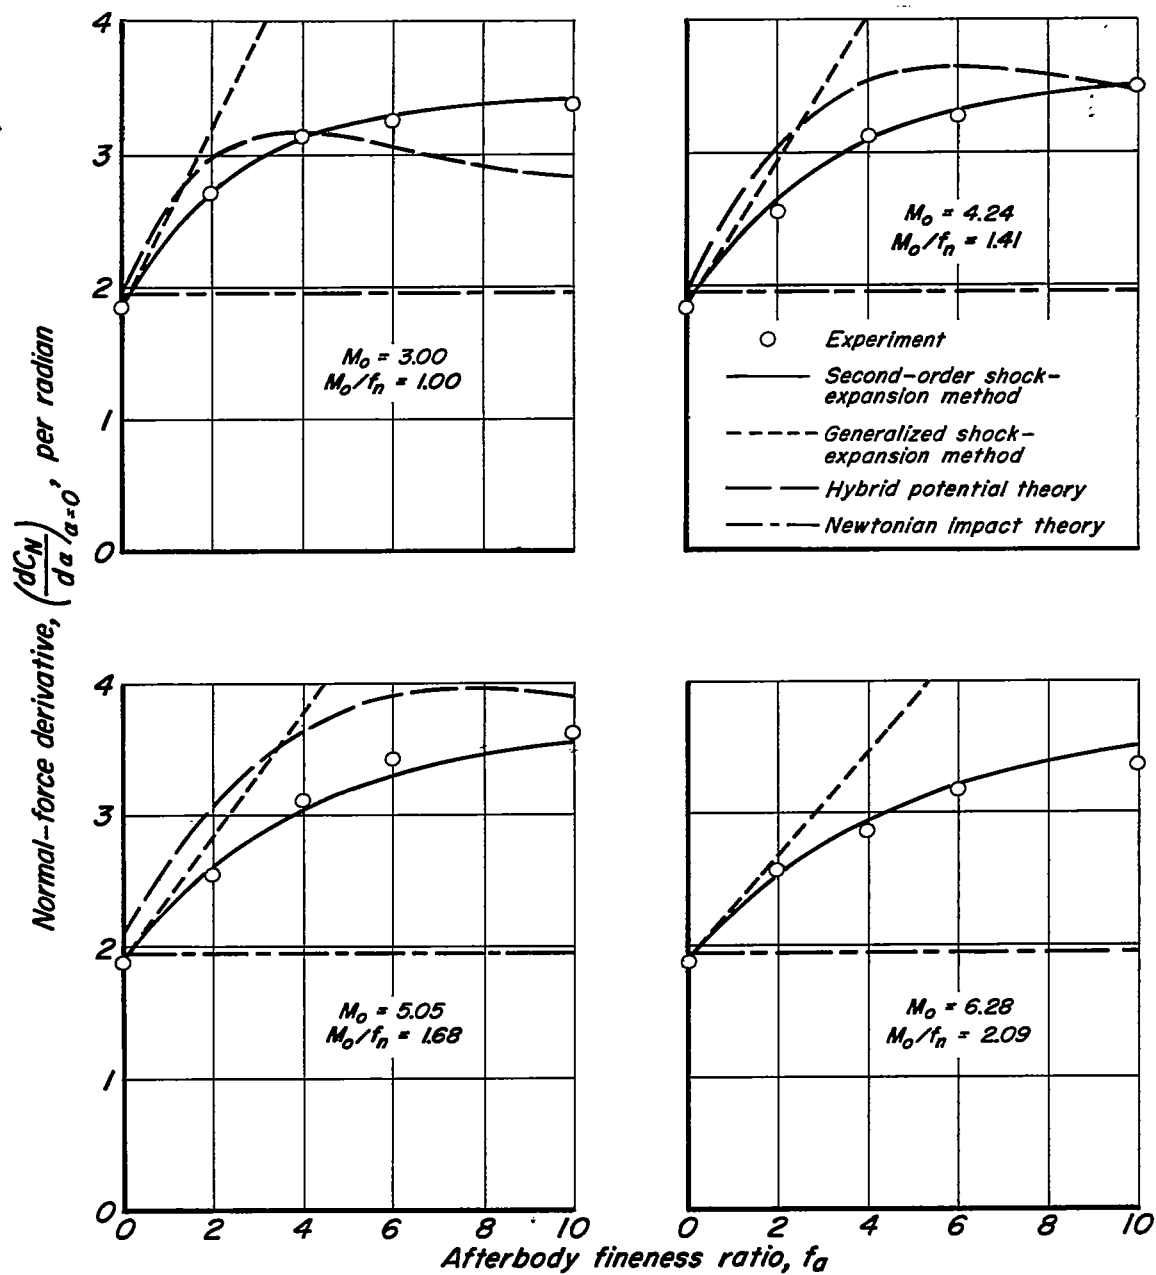 4
3
2
1
0
M₀ = 3.00
M₀/fₙ = 1.00
M₀ = 4.24
M₀/fₙ = 1.41
Experiment
Second-order shock-
expansion method
Generalized shock-
expansion method
Hybrid potential theory
Newtonian impact theory
Normal-force derivative, (dC_N/dα)_α=0, per radian
4
3
2
1
0
0 2 4 6 8 10
M₀ = 5.05
M₀/fₙ = 1.68
M₀ = 6.28
M₀/fₙ = 2.09
0 2 4 6 8 10
Afterbody fineness ratio, fₐ